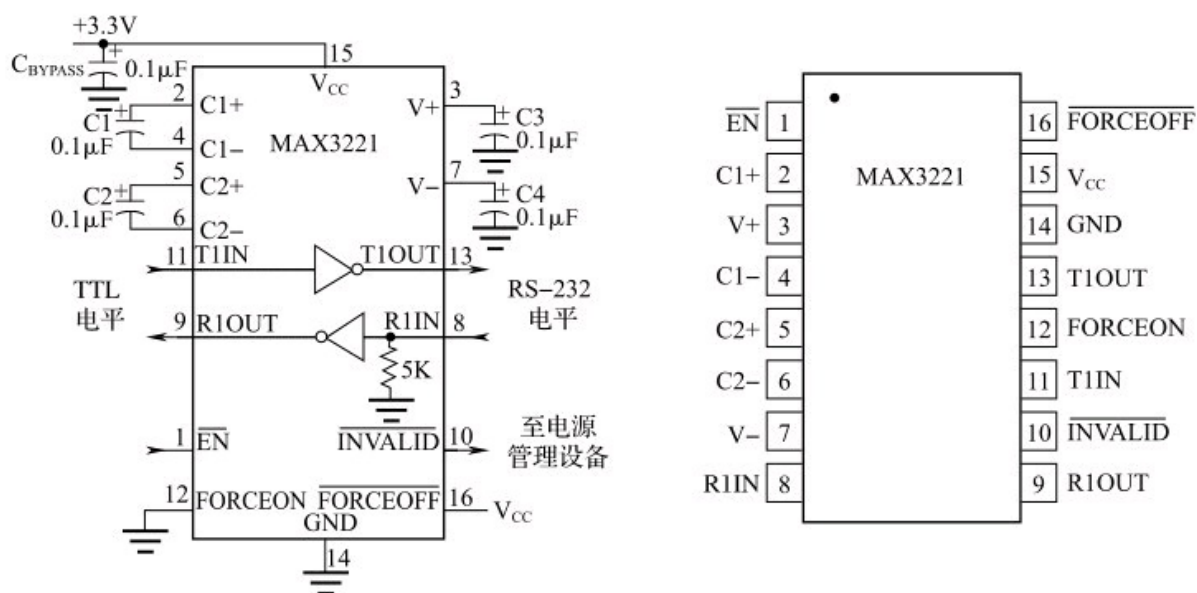 +3.3V
15
C_BYPASS
+
0.1μF
V_CC
2
C1+
V+
3
C1
+
0.1μF
4
C1-
MAX3221
+
C3
0.1μF
5
C2+
V-
7
C2
+
0.1μF
6
C2-
+
C4
0.1μF
11
T1IN
T1OUT
13
TTL
电平
RS-232
电平
9
R1OUT
R1IN
8
5K
1
EN
INVALID
10
至电源
管理设备
12
FORCEON
FORCEOFF
16
V_CC
GND
14
MAX3221
EN 1
C1+ 2
V+ 3
C1- 4
C2+ 5
C2- 6
V- 7
R1IN 8
16 FORCEOFF
15 V_CC
14 GND
13 T1OUT
12 FORCEON
11 T1IN
10 INVALID
9 R1OUT